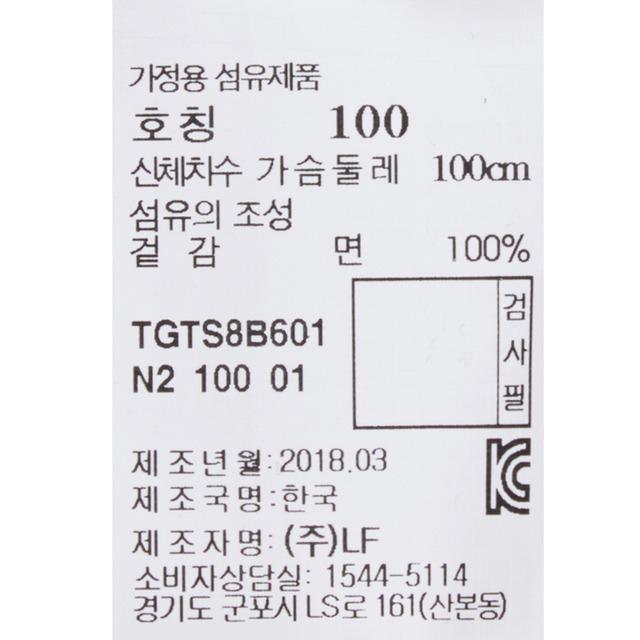 가정용 섬유제품
호칭 100
신체치수 가슴둘레 100cm
섬유의 조성
겉감 면 100%
TGTS8B601
N2 100 01
검사필
제조년월:2018.03
제조국명:한국
제조자명:(주)LF
소비자상담실: 1544-5114
경기도 군포시 LS로 161(산본동)